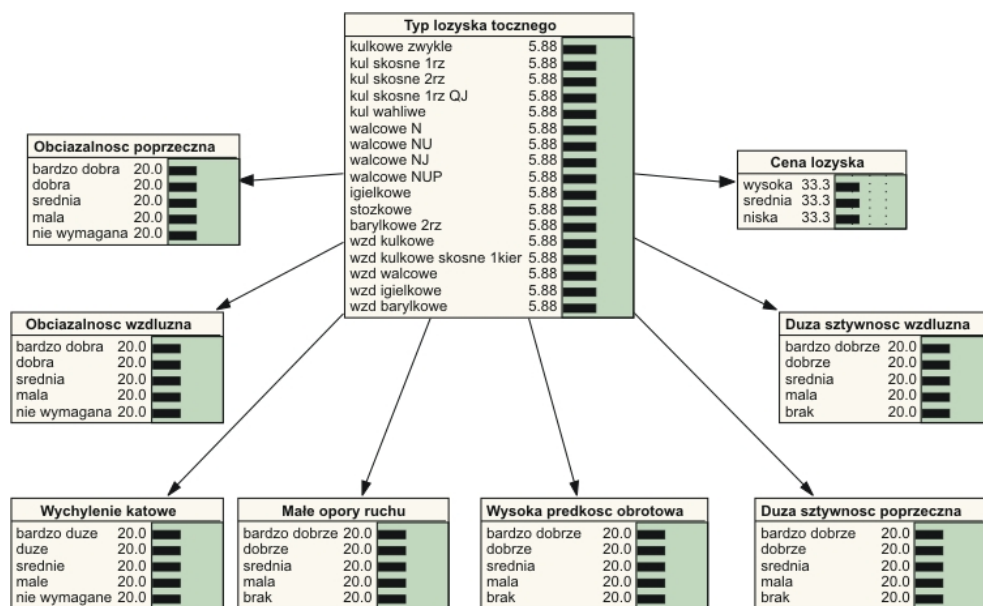 Typ lozyska tocznego
kulkowe zwykle 5.88
kul skosne 1rz 5.88
kul skosne 2rz 5.88
kul skosne 1rz QJ 5.88
kul wahliwe 5.88
walcowe N 5.88
walcowe NU 5.88
walcowe NJ 5.88
walcowe NUP 5.88
igielkowe 5.88
stozkowe 5.88
barylkowe 2rz 5.88
wzd kulkowe 5.88
wzd kulkowe skosne 1kier 5.88
wzd walcowe 5.88
wzd igielkowe 5.88
wzd barylkowe 5.88
Obciazalnosc poprzeczna
bardzo dobra 20.0
dobra 20.0
srednia 20.0
mala 20.0
nie wymagana 20.0
Cena lozyska
wysoka 33.3
srednia 33.3
niska 33.3
Obciazalnosc wzdluzna
bardzo dobra 20.0
dobra 20.0
srednia 20.0
mala 20.0
nie wymagana 20.0
Duza sztywnosc wzdluzna
bardzo dobrze 20.0
dobrze 20.0
srednia 20.0
mala 20.0
brak 20.0
Wychylenie katowe
bardzo duze 20.0
duze 20.0
srednie 20.0
male 20.0
nie wymagane 20.0
Małe opory ruchu
bardzo dobrze 20.0
dobrze 20.0
srednia 20.0
mala 20.0
brak 20.0
Wysoka predkosc obrotowa
bardzo dobrze 20.0
dobrze 20.0
srednia 20.0
mala 20.0
brak 20.0
Duza sztywnosc poprzeczna
bardzo dobrze 20.0
dobrze 20.0
srednia 20.0
mala 20.0
brak 20.0